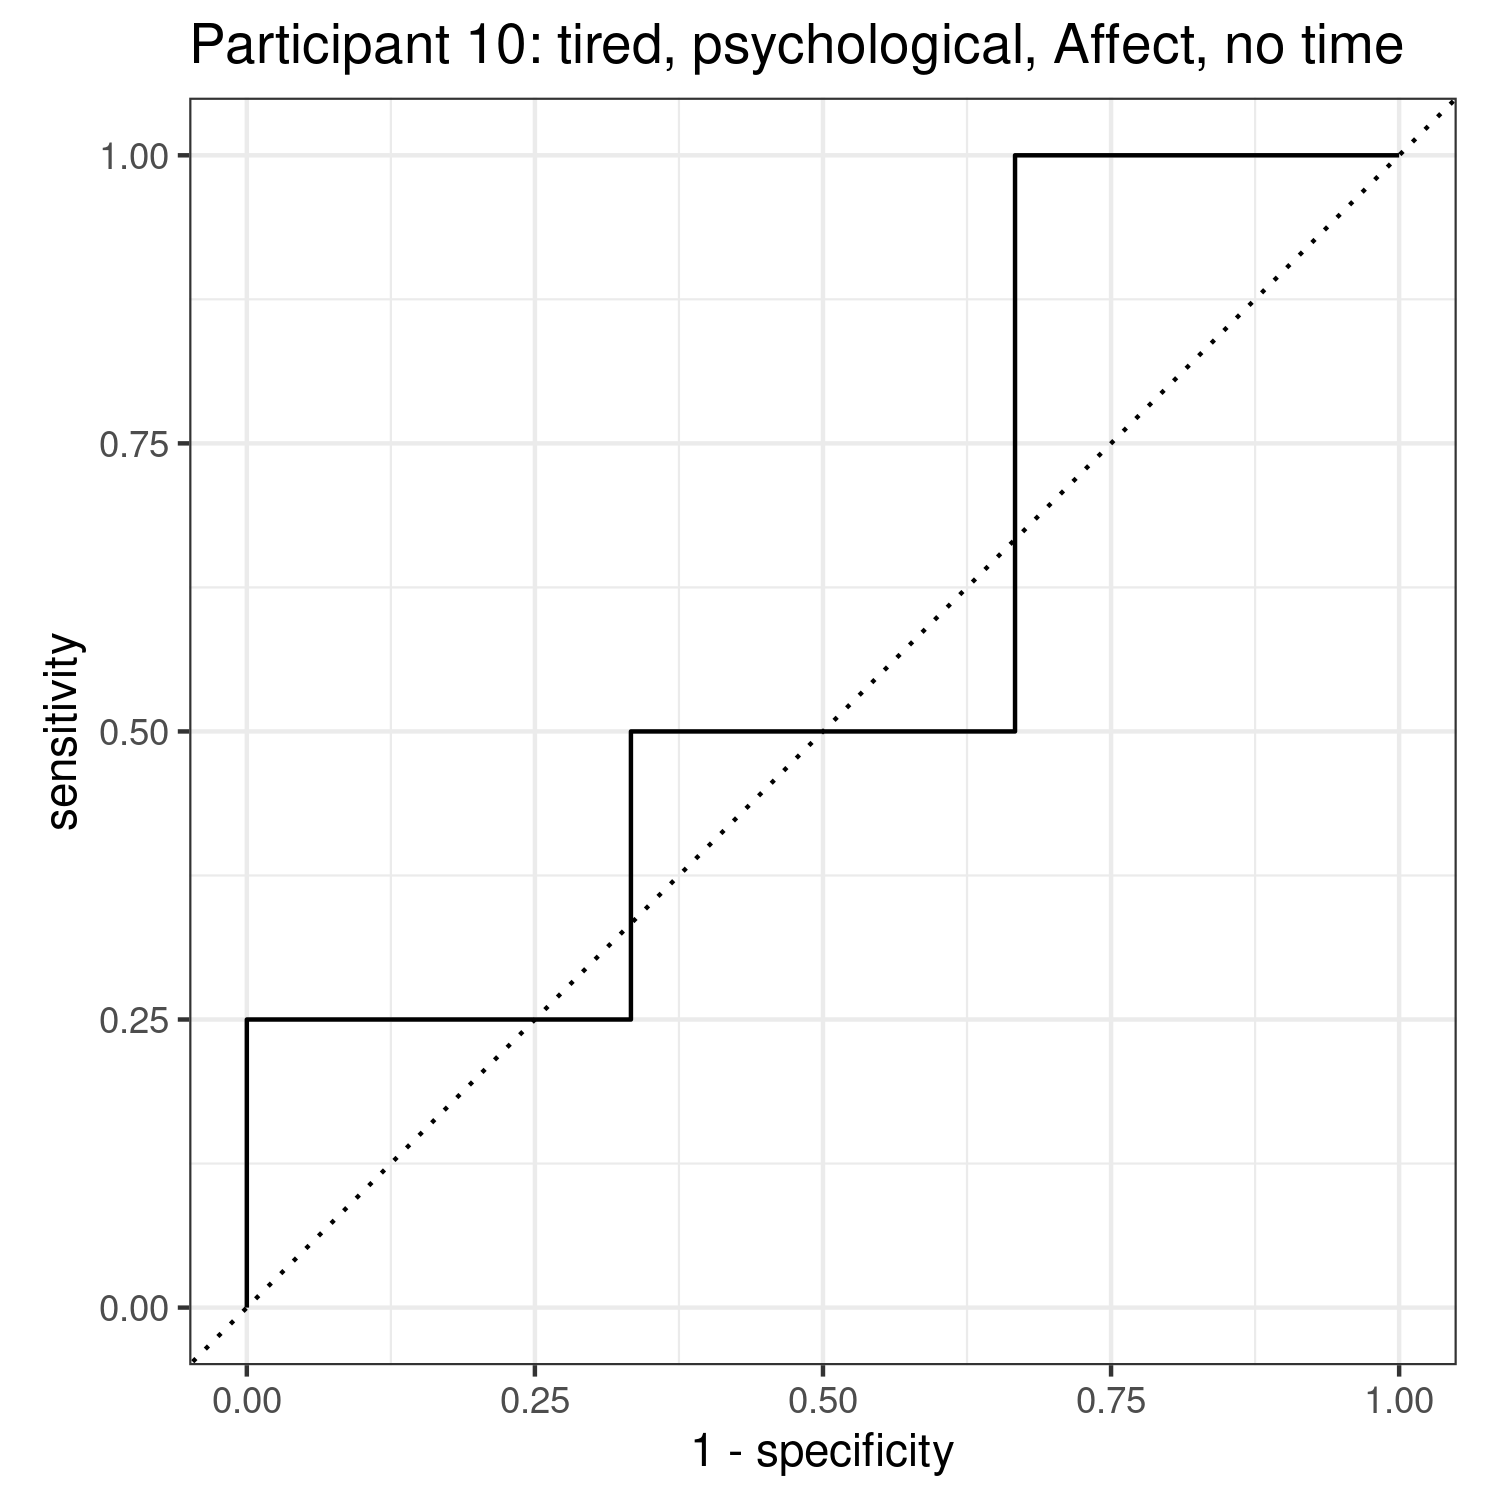 Participant 10: tired, psychological, Affect, no time
1.00
0.75
0.50
0.25
0.00
sensitivity
0.00 0.25 0.50 0.75 1.00
1 - specificity